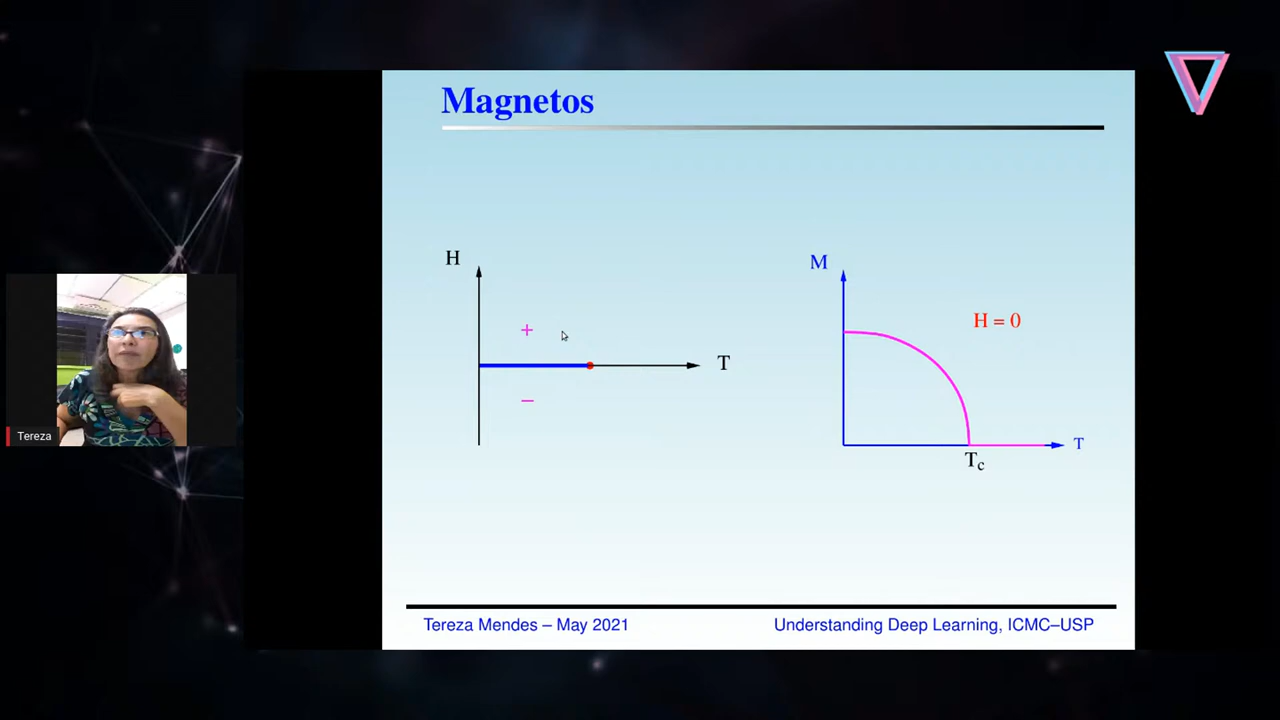 Magnetos
H
+
T
−
M
H = 0
T
Tc
Tereza
Tereza Mendes – May 2021
Understanding Deep Learning, ICMC–USP